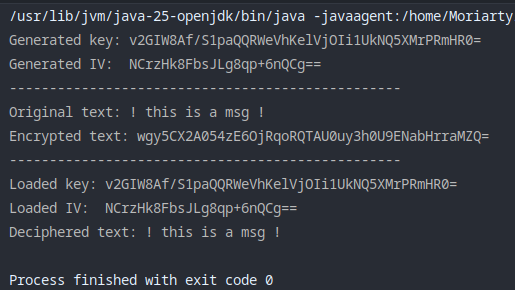 /usr/lib/jvm/java-25-openjdk/bin/java -javaagent:/home/Moriarty
Generated key: v2GIW8Af/S1paQQRWeVhKelVjOIi1UkNQ5XMrPRmHR0=
Generated IV:  NCrzHk8FbsJLg8qp+6nQCg==
-------------------------------------------------
Original text: ! this is a msg !
Encrypted text: wgy5CX2A054zE6OjRqoRQTAU0uy3h0U9ENabHrraMZQ=
-------------------------------------------------
Loaded key: v2GIW8Af/S1paQQRWeVhKelVjOIi1UkNQ5XMrPRmHR0=
Loaded IV:  NCrzHk8FbsJLg8qp+6nQCg==
Deciphered text: ! this is a msg !
Process finished with exit code 0